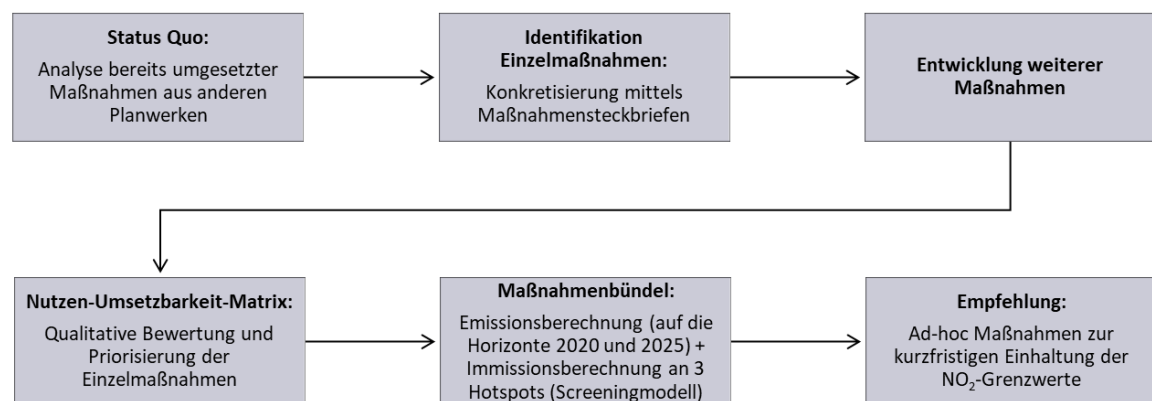 Status Quo:
Analyse bereits umgesetzter
Maßnahmen aus anderen
Planwerken
Identifikation
Einzelmaßnahmen:
Konkretisierung mittels
Maßnahmensteckbriefen
Entwicklung weiterer
Maßnahmen
Nutzen-Umsetzbarkeit-Matrix:
Qualitative Bewertung und
Priorisierung der
Einzelmaßnahmen
Maßnahmenbündel:
Emissionsberechnung (auf die
Horizonte 2020 und 2025) +
Immissionsberechnung an 3
Hotspots (Screeningmodell)
Empfehlung:
Ad-hoc Maßnahmen zur
kurzfristigen Einhaltung der
NO₂-Grenzwerte